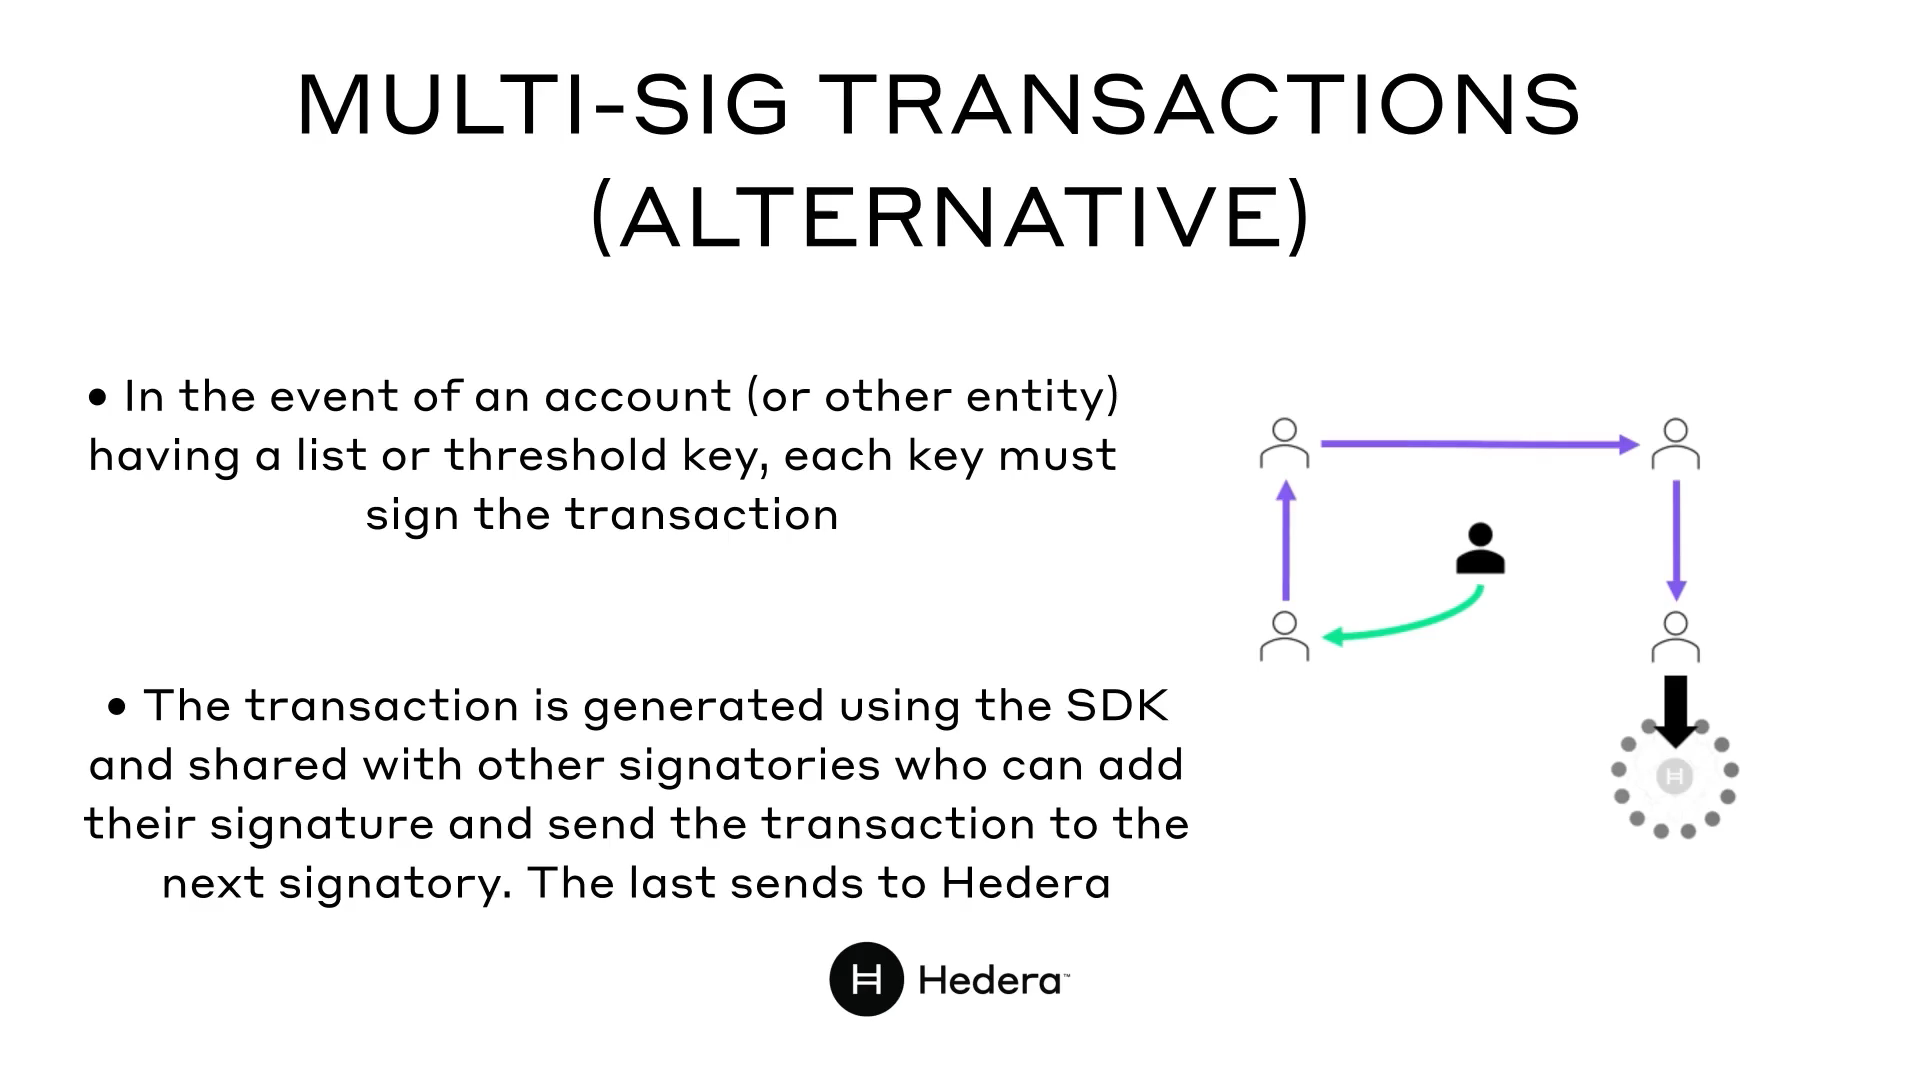 MULTI-SIG TRANSACTIONS
(ALTERNATIVE)
• In the event of an account (or other entity)
having a list or threshold key, each key must
sign the transaction
• The transaction is generated using the SDK
and shared with other signatories who can add
their signature and send the transaction to the
next signatory. The last sends to Hedera
Hedera™